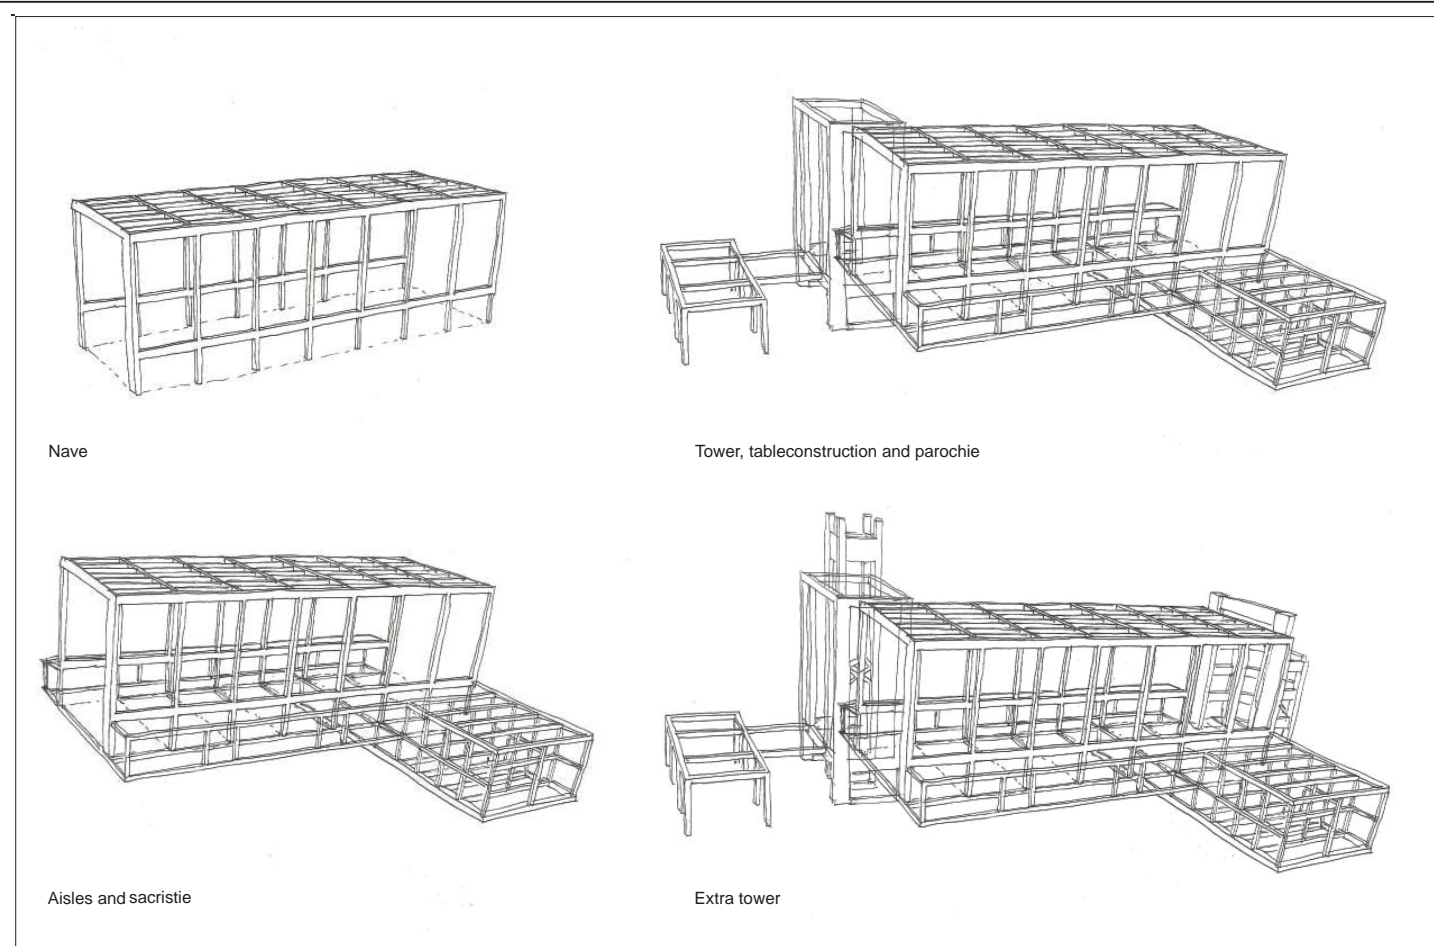 Nave
Tower, tableconstruction and parochie
Aisles and sacristie
Extra tower